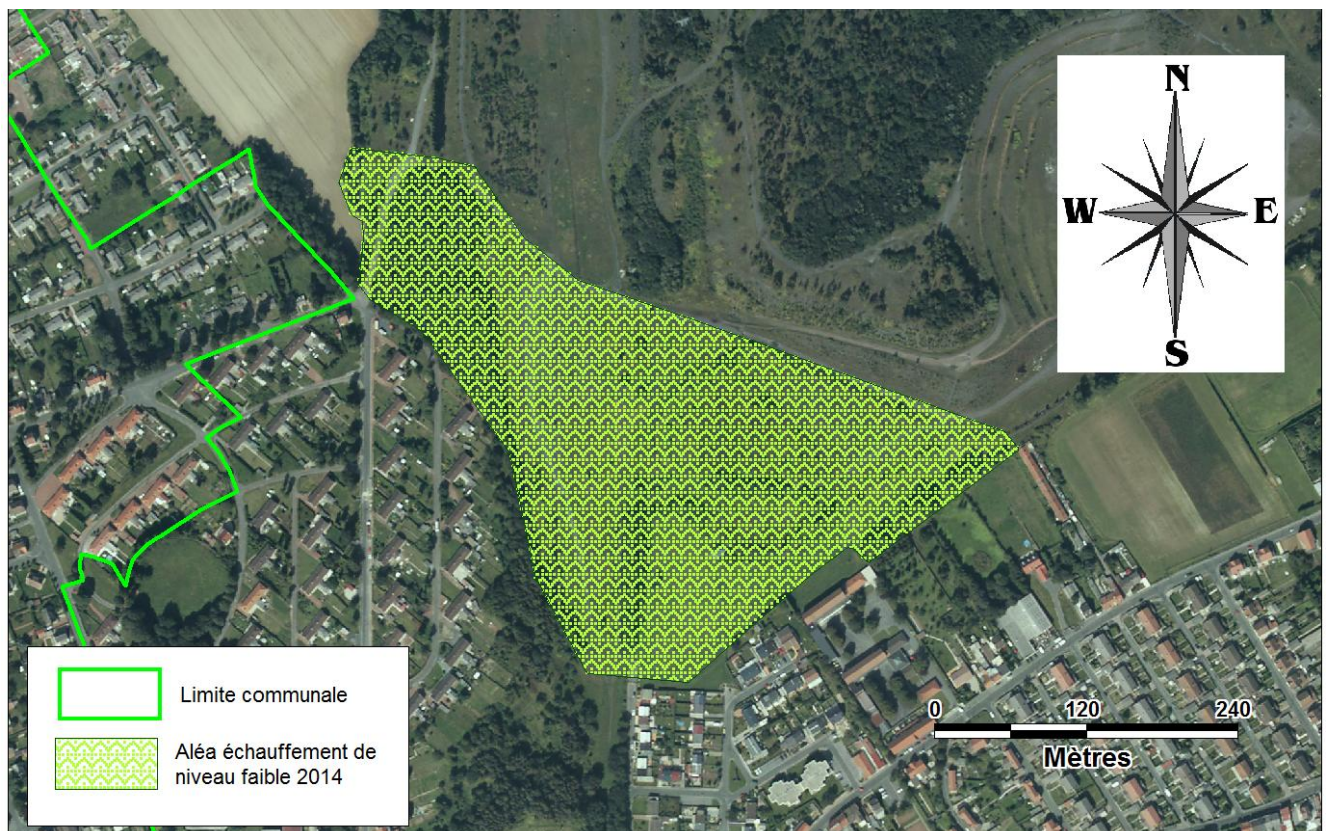 N
W E
S
0 120 240
Mètres
Limite communale
Aléa échauffement de
niveau faible 2014